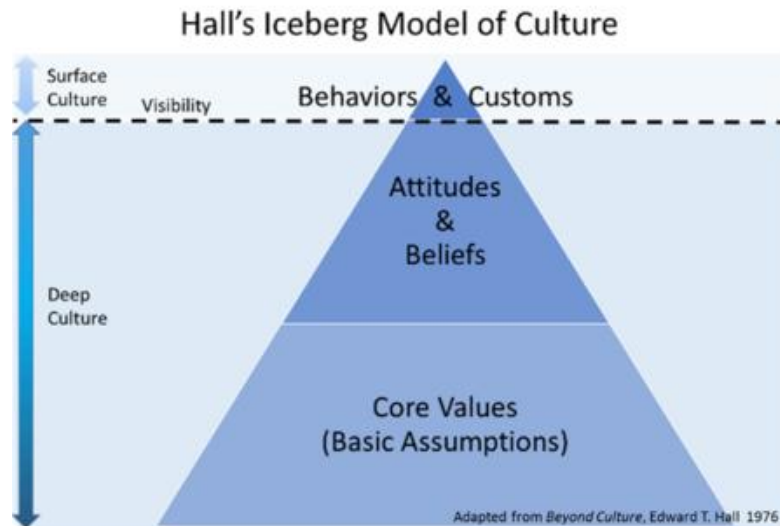 Hall's Iceberg Model of Culture
Surface
Culture
Visibility
Behaviors & Customs
Attitudes
&
Beliefs
Deep
Culture
Core Values
(Basic Assumptions)
Adapted from Beyond Culture, Edward T. Hall 1976